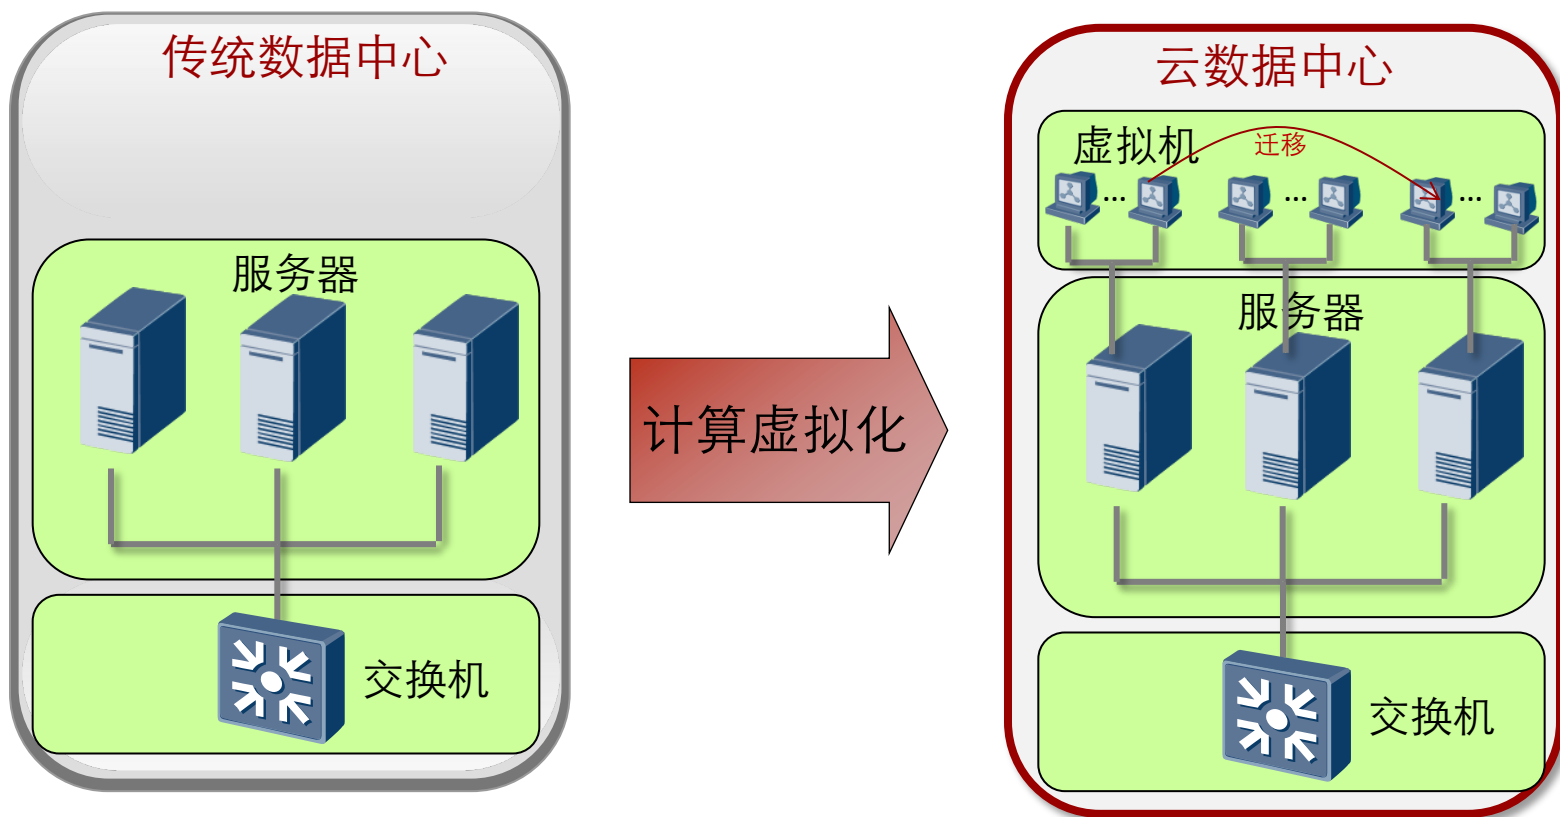 传统数据中心
服务器
交换机
计算虚拟化
云数据中心
虚拟机
迁移
... ... ...
服务器
交换机